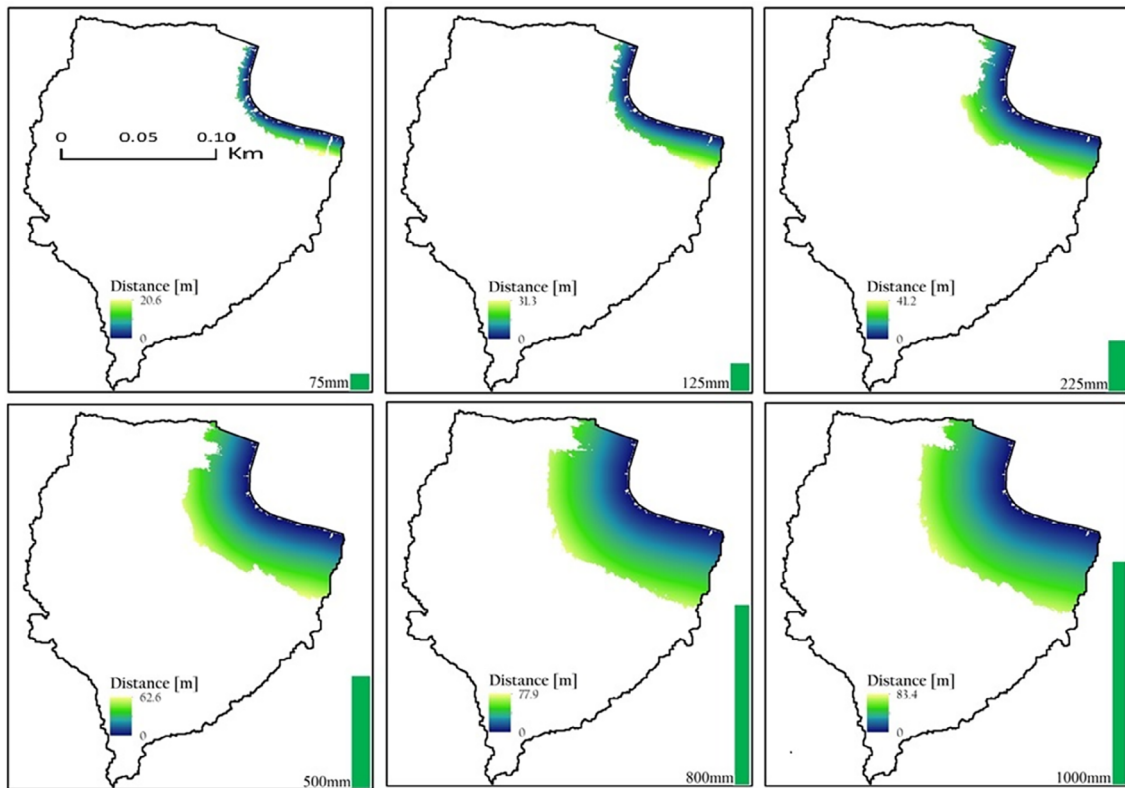 0 0.05 0.10
Km
Distance [m]
20.6
0
75mm
Distance [m]
31.3
0
125mm
Distance [m]
41.2
0
225mm
Distance [m]
62.6
0
500mm
Distance [m]
77.9
0
800mm
Distance [m]
83.4
0
1000mm